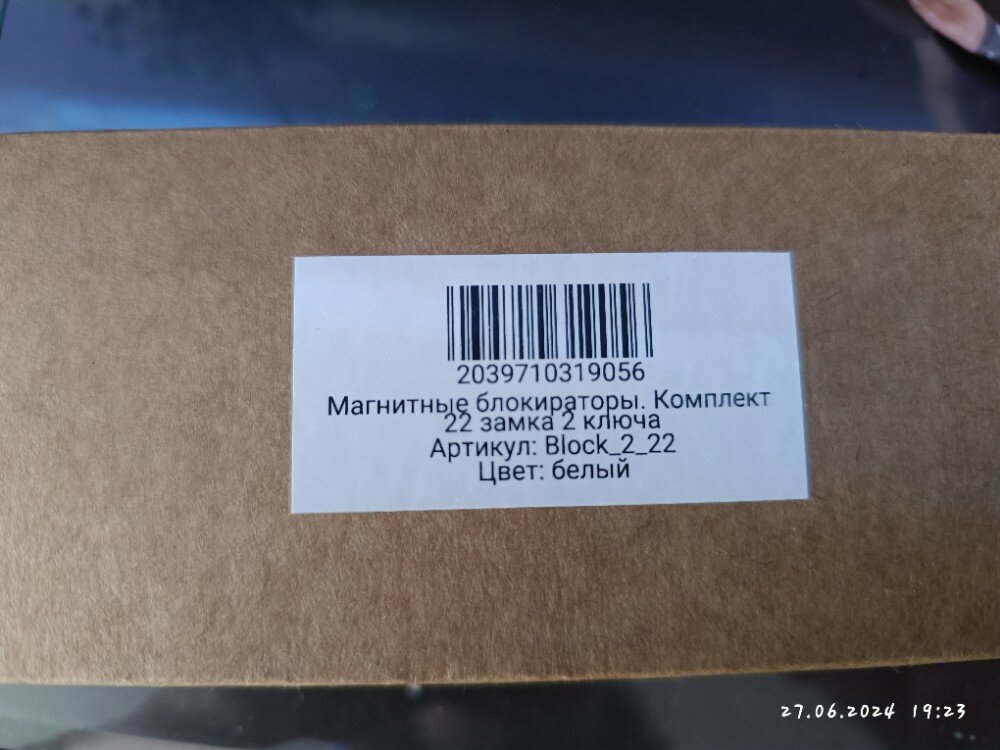 2039710319056
Магнитные блокираторы. Комплект
22 замка 2 ключа
Артикул: Block_2_22
Цвет: белый
27.06.2024 19:23